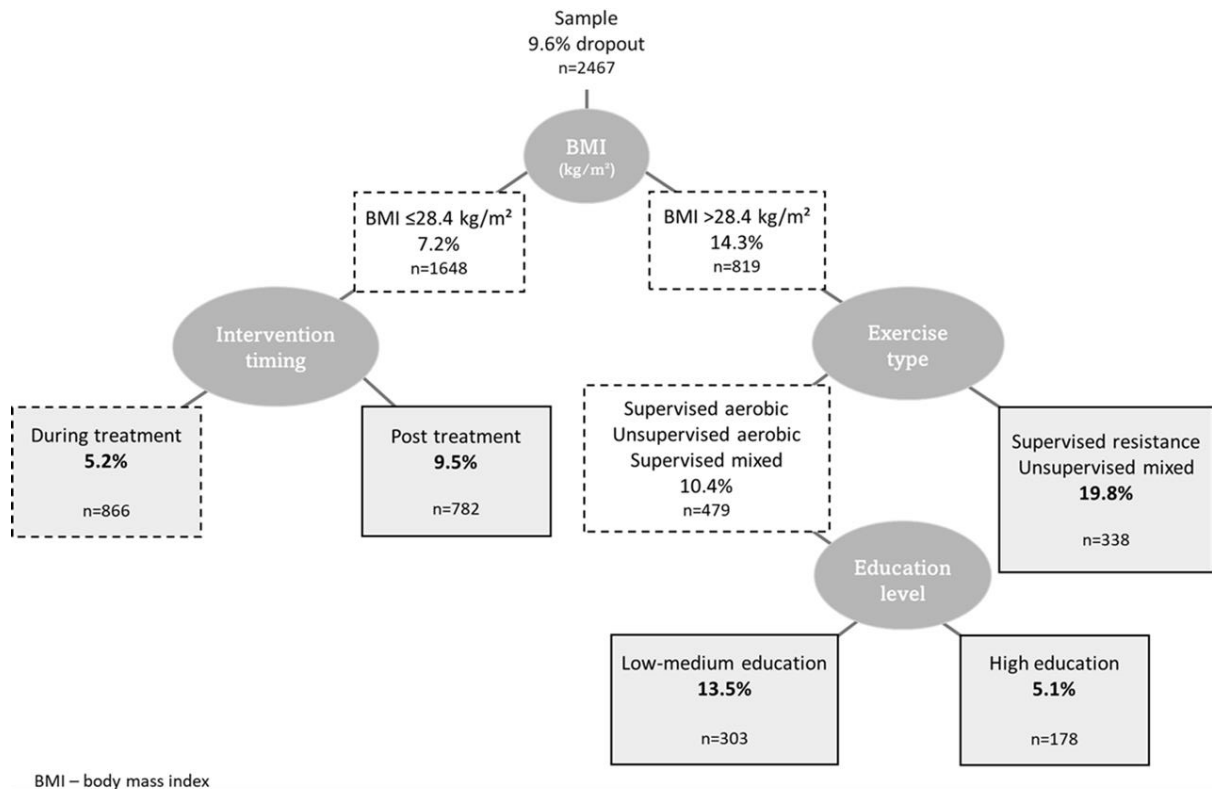 Sample
9.6% dropout
n=2467
BMI
(kg/m²)
BMI ≤28.4 kg/m²
7.2%
n=1648
BMI >28.4 kg/m²
14.3%
n=819
Intervention
timing
Exercise
type
During treatment
5.2%
n=866
Post treatment
9.5%
n=782
Supervised aerobic
Unsupervised aerobic
Supervised mixed
10.4%
n=479
Supervised resistance
Unsupervised mixed
19.8%
n=338
Education
level
Low-medium education
13.5%
n=303
High education
5.1%
n=178
BMI – body mass index